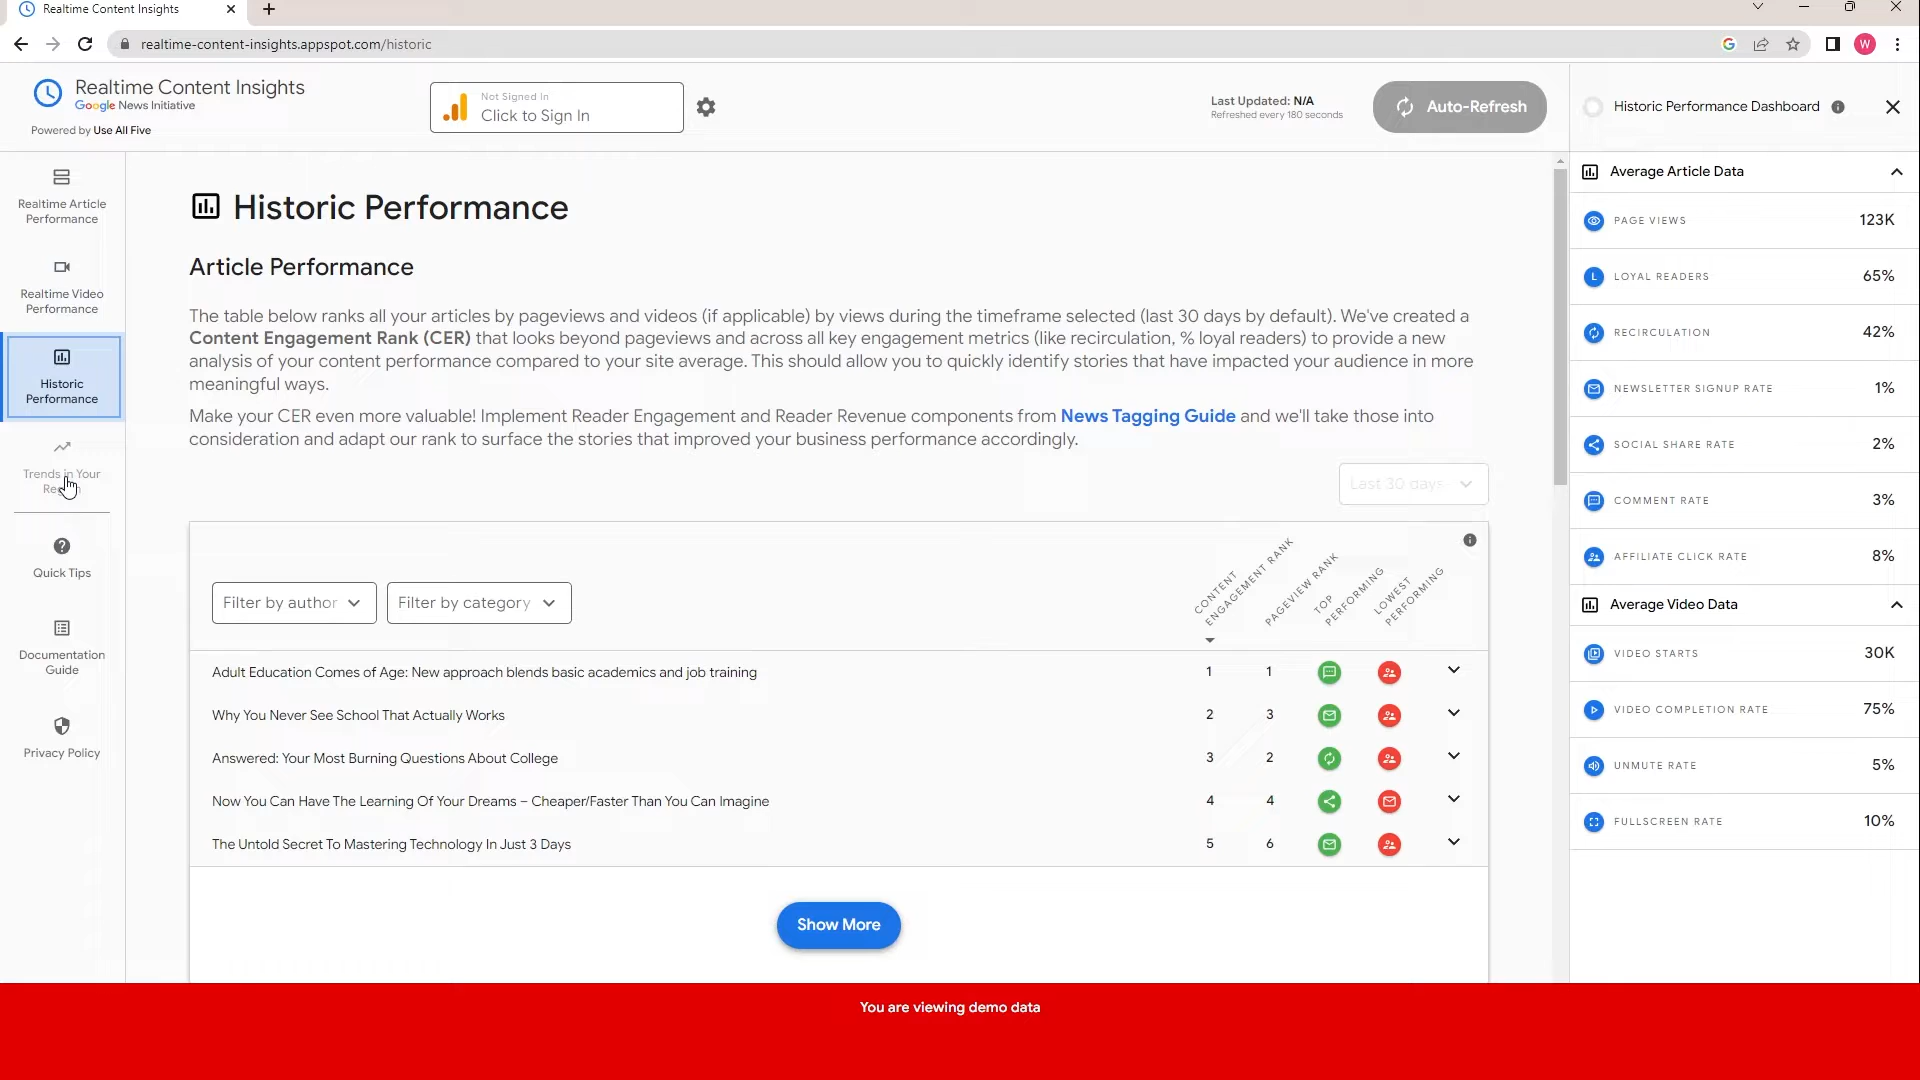 Realtime Content Insights
realtime-content-insights.appspot.com/historic
W
Realtime Content Insights
Google News Initiative
Powered by Use All Five
Not Signed In
Click to Sign In
Last Updated: N/A
Refreshed every 180 seconds
Auto-Refresh
Historic Performance Dashboard
Realtime Article
Performance
Realtime Video
Performance
Historic
Performance
Trends in Your
Quick Tips
Documentation
Guide
Privacy Policy
Historic Performance
Article Performance
The table below ranks all your articles by pageviews and videos (if applicable) by views during the timeframe selected (last 30 days by default). We've created a
Content Engagement Rank (CER) that looks beyond pageviews and across all key engagement metrics (like recirculation, % loyal readers) to provide a new
analysis of your content performance compared to your site average. This should allow you to quickly identify stories that have impacted your audience in more
meaningful ways.
Make your CER even more valuable! Implement Reader Engagement and Reader Revenue components from News Tagging Guide and we'll take those into
consideration and adapt our rank to surface the stories that improved your business performance accordingly.
Last 30 days
Filter by author
Filter by category
CONTENT
ENGAGEMENT RANK
PAGEVIEW RANK
TOP
PERFORMING
LOWEST
PERFORMING
Adult Education Comes of Age: New approach blends basic academics and job training 1 1
Why You Never See School That Actually Works 2 3
Answered: Your Most Burning Questions About College 3 2
Now You Can Have The Learning Of Your Dreams – Cheaper/Faster Than You Can Imagine 4 4
The Untold Secret To Mastering Technology In Just 3 Days 5 6
Show More
Average Article Data
PAGE VIEWS 123K
L LOYAL READERS 65%
RECIRCULATION 42%
NEWSLETTER SIGNUP RATE 1%
SOCIAL SHARE RATE 2%
COMMENT RATE 3%
AFFILIATE CLICK RATE 8%
Average Video Data
VIDEO STARTS 30K
VIDEO COMPLETION RATE 75%
UNMUTE RATE 5%
FULLSCREEN RATE 10%
You are viewing demo data